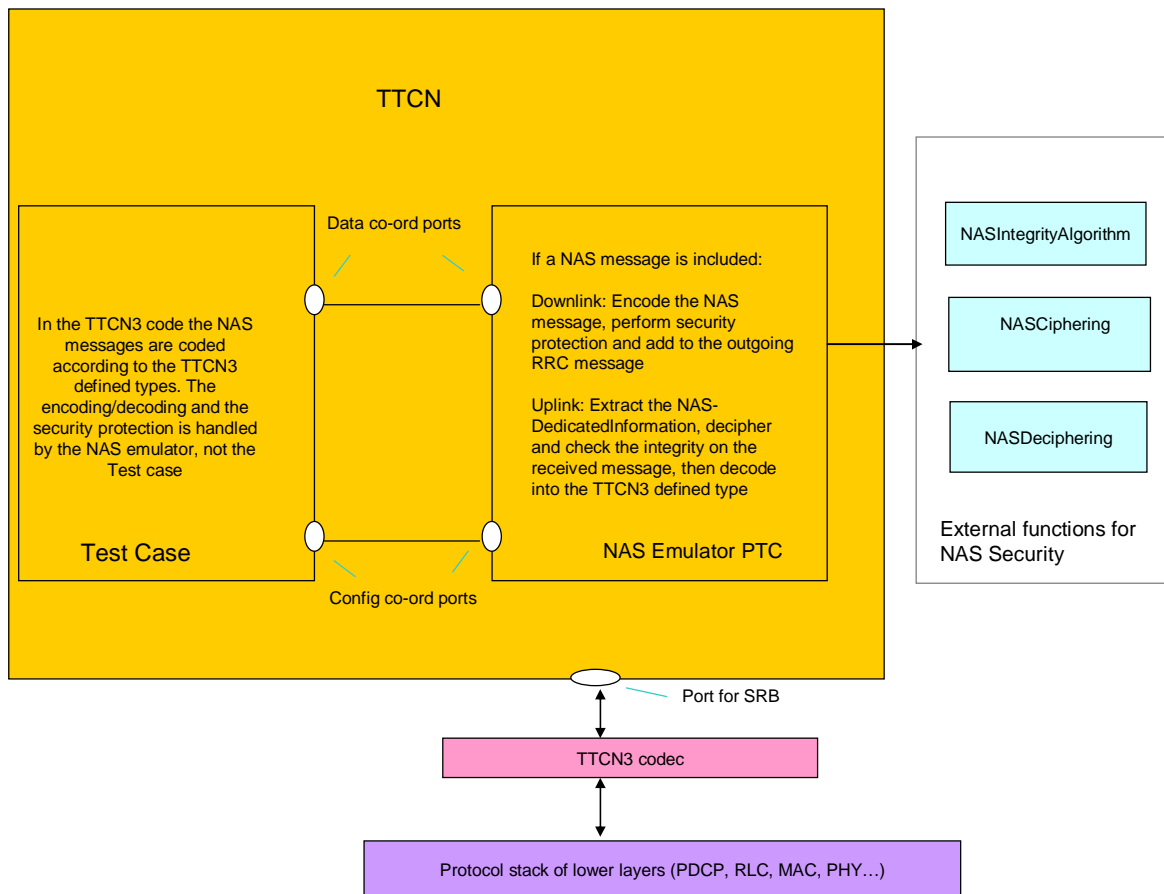 TTCN
Data co-ord ports
In the TTCN3 code the NAS
messages are coded
according to the TTCN3
defined types. The
encoding/decoding and the
security protection is handled
by the NAS emulator, not the
Test case
Test Case
If a NAS message is included:
Downlink: Encode the NAS
message, perform security
protection and add to the outgoing
RRC message
Uplink: Extract the NAS-
DedicatedInformation, decipher
and check the integrity on the
received message, then decode
into the TTCN3 defined type
NAS Emulator PTC
Config co-ord ports
NASIntegrityAlgorithm
NASCiphering
NASDeciphering
External functions for
NAS Security
Port for SRB
TTCN3 codec
Protocol stack of lower layers (PDCP, RLC, MAC, PHY…)